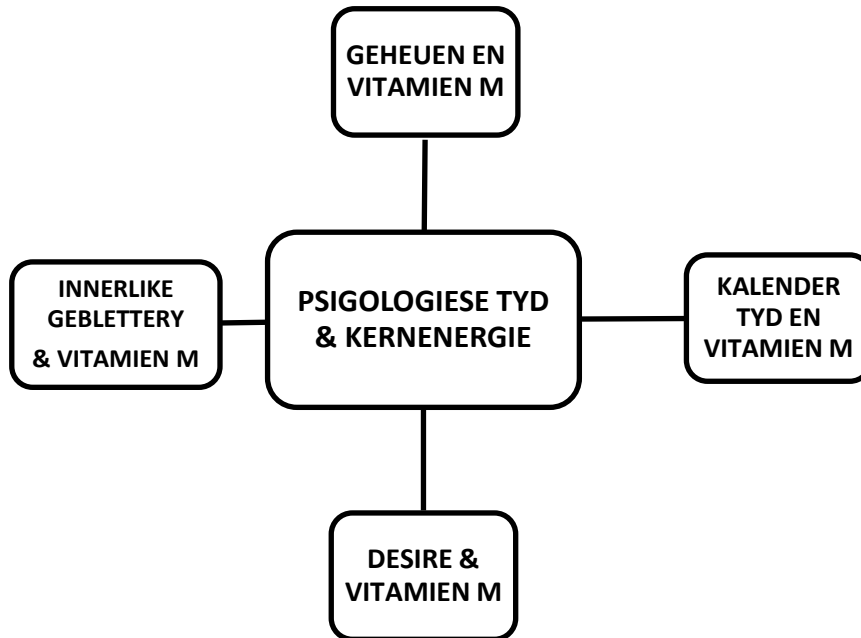 GEHEUEN EN
VITAMIEN M
INNERLIKE
GEBLETTERY
& VITAMIEN M
PSIGOLOGIESE TYD
& KERNENERGIE
KALENDER
TYD EN
VITAMIEN M
DESIRE &
VITAMIEN M